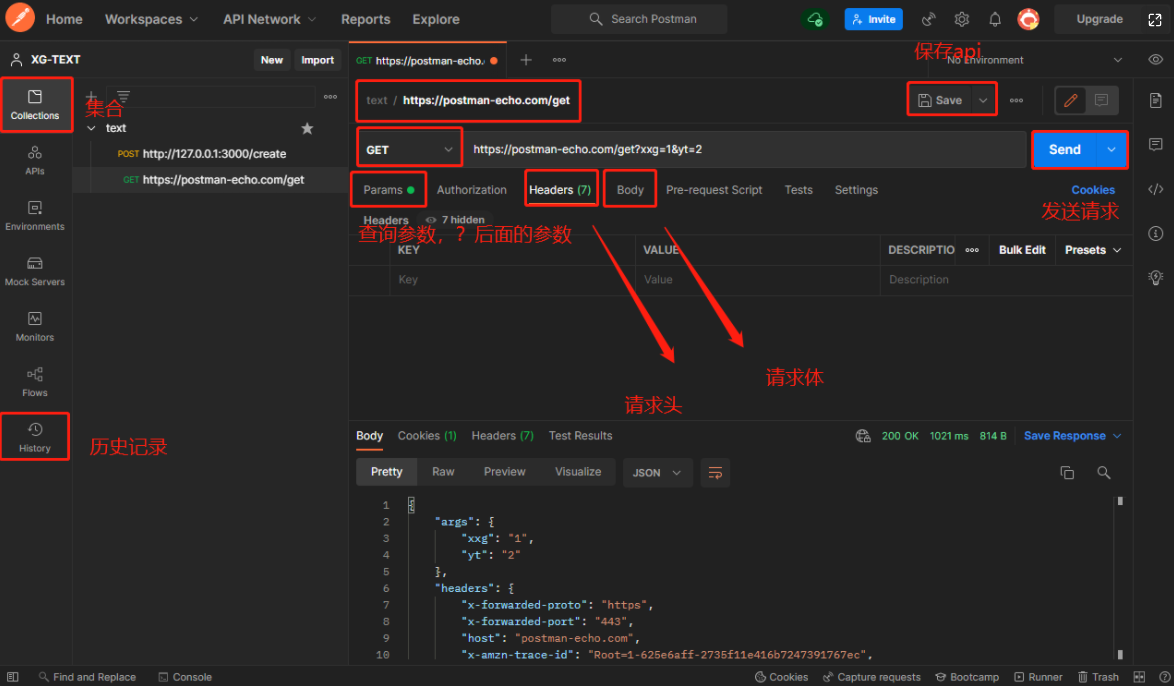 Home Workspaces API Network Reports Explore Search Postman Invite Upgrade
XG-TEXT New Import GET https://postman-echo. No Environment
保存api
Collections
集合
text / https://postman-echo.com/get Save
text
POST http://127.0.0.1:3000/create
GET https://postman-echo.com/get
GET https://postman-echo.com/get?xxg=1&yt=2 Send
APIs
Params Authorization Headers (7) Body Pre-request Script Tests Settings Cookies
发送请求
Environments
Headers 7 hidden
查询参数，？后面的参数
KEY VALUE DESCRIPTIO Bulk Edit Presets
Key Value Description
Mock Servers
Monitors
Flows
请求体
请求头
History
历史记录
Body Cookies (1) Headers (7) Test Results 200 OK 1021 ms 814 B Save Response
Pretty Raw Preview Visualize JSON
1 {
2 "args": {
3 "xxg": "1",
4 "yt": "2"
5 },
6 "headers": {
7 "x-forwarded-proto": "https",
8 "x-forwarded-port": "443",
9 "host": "postman-echo.com",
10 "x-amzn-trace-id": "Root=1-625e6aff-2735f11e416b7247391767ec",
Find and Replace Console Cookies Capture requests Bootcamp Runner Trash